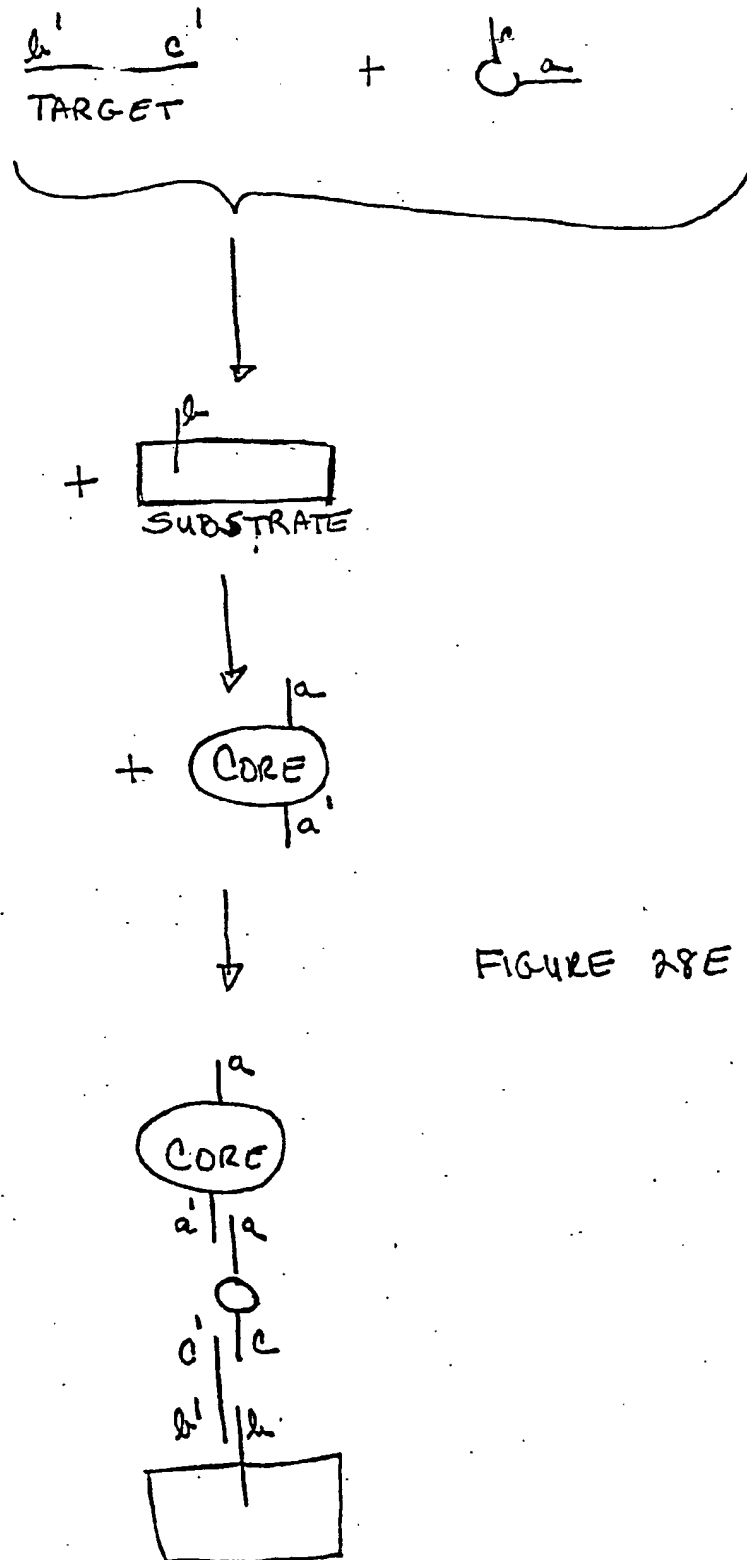 b' c'
+
c
a
TARGET
b
+
SUBSTRATE
a
+ CORE
a'
FIGURE 28E
a
CORE
a' a
c' c
b' b